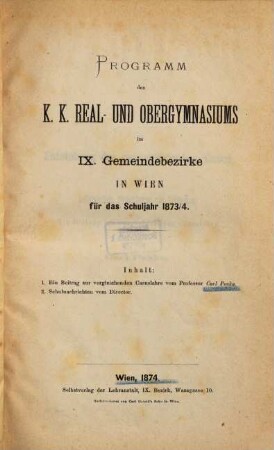 PROGRAMM
des
K. K. REAL- UND OBERGYMNASIUMS
im
IX. Gemeindebezirke
IN WIEN
für das Schuljahr 1873/4.
Inhalt:
1. Ein Beitrag zur vergleichenden Casuslehre vom Professor Carl Penka.
2. Schulnachrichten vom Director.
Wien, 1874.
Selbstverlag der Lehranstalt, IX. Bezirk, Wasagasse 10.